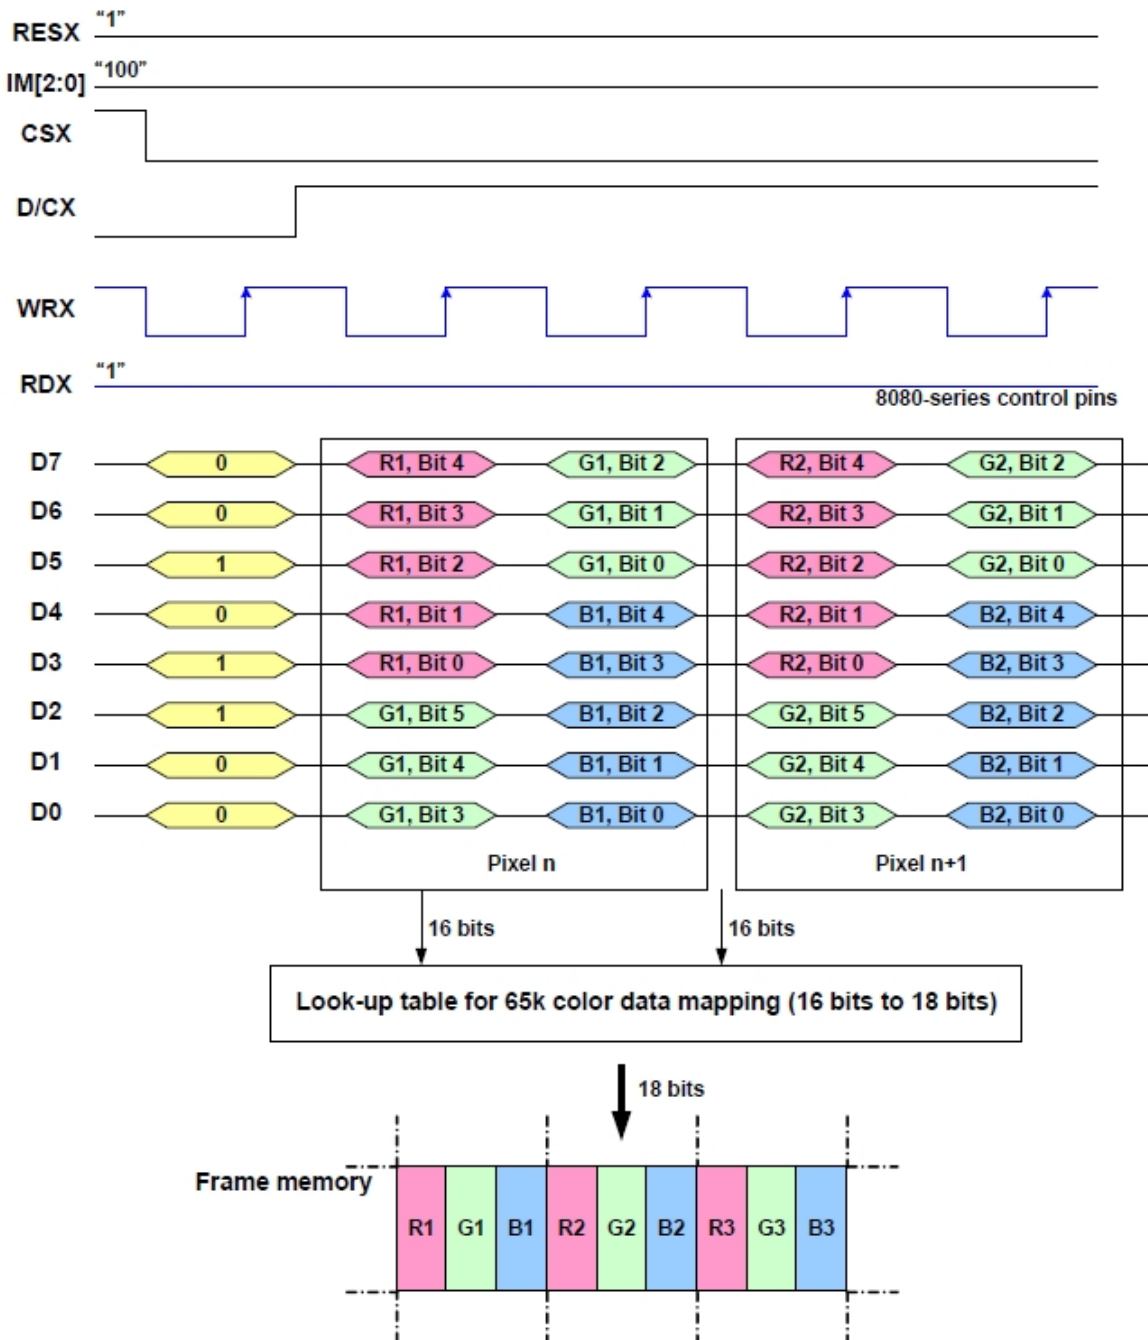 RESX "1"
IM[2:0] "100"
CSX
D/CX
WRX
RDX "1"
8080-series control pins
D7 0 R1, Bit 4 G1, Bit 2 R2, Bit 4 G2, Bit 2
D6 0 R1, Bit 3 G1, Bit 1 R2, Bit 3 G2, Bit 1
D5 1 R1, Bit 2 G1, Bit 0 R2, Bit 2 G2, Bit 0
D4 0 R1, Bit 1 B1, Bit 4 R2, Bit 1 B2, Bit 4
D3 1 R1, Bit 0 B1, Bit 3 R2, Bit 0 B2, Bit 3
D2 1 G1, Bit 5 B1, Bit 2 G2, Bit 5 B2, Bit 2
D1 0 G1, Bit 4 B1, Bit 1 G2, Bit 4 B2, Bit 1
D0 0 G1, Bit 3 B1, Bit 0 G2, Bit 3 B2, Bit 0
Pixel n Pixel n+1
16 bits 16 bits
Look-up table for 65k color data mapping (16 bits to 18 bits)
18 bits
Frame memory
R1 G1 B1 R2 G2 B2 R3 G3 B3